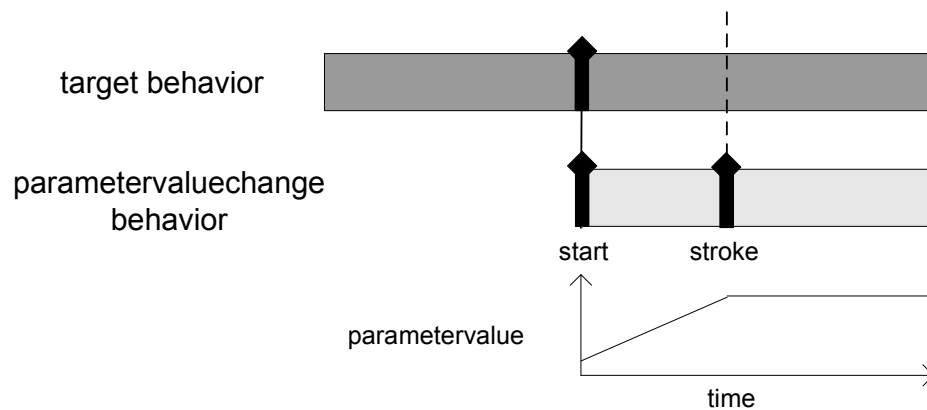 target behavior
parametervaluechange
behavior
start
stroke
parametervalue
time